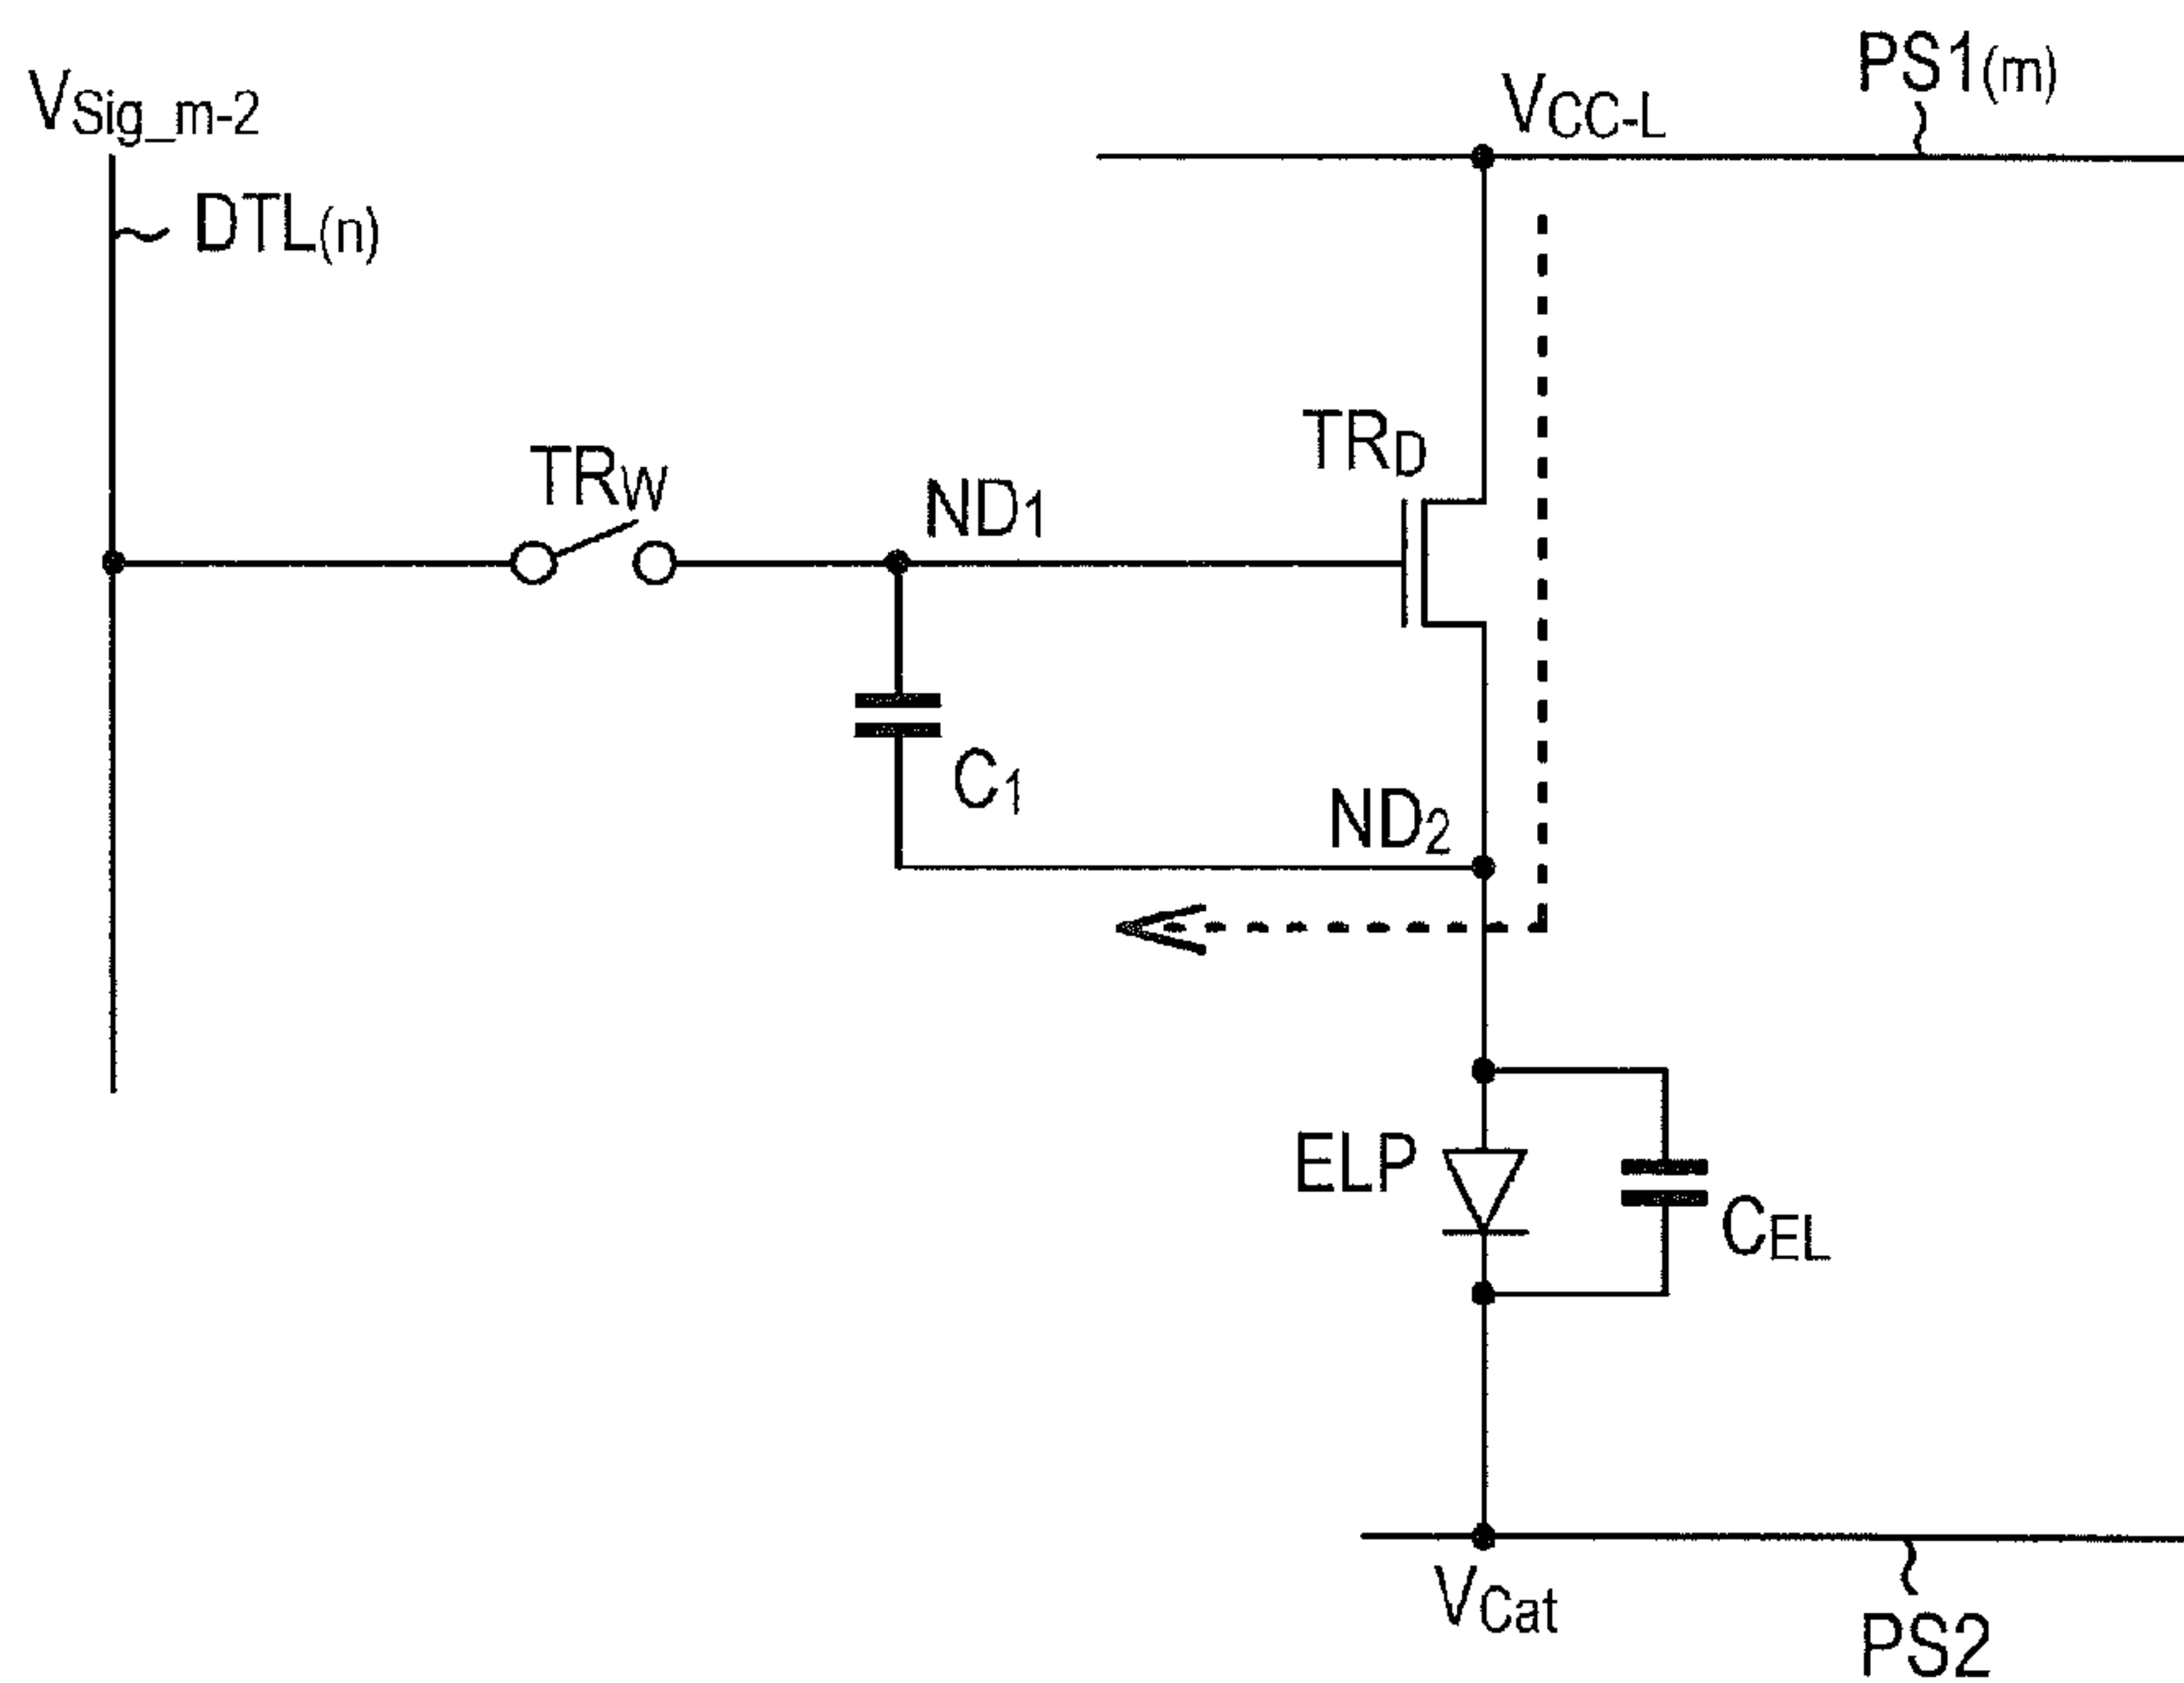 VSig_m-2
VCC-L
PS1(m)
DTL(n)
TRD
TRW
ND1
C1
ND2
ELP
CEL
VCat
PS2